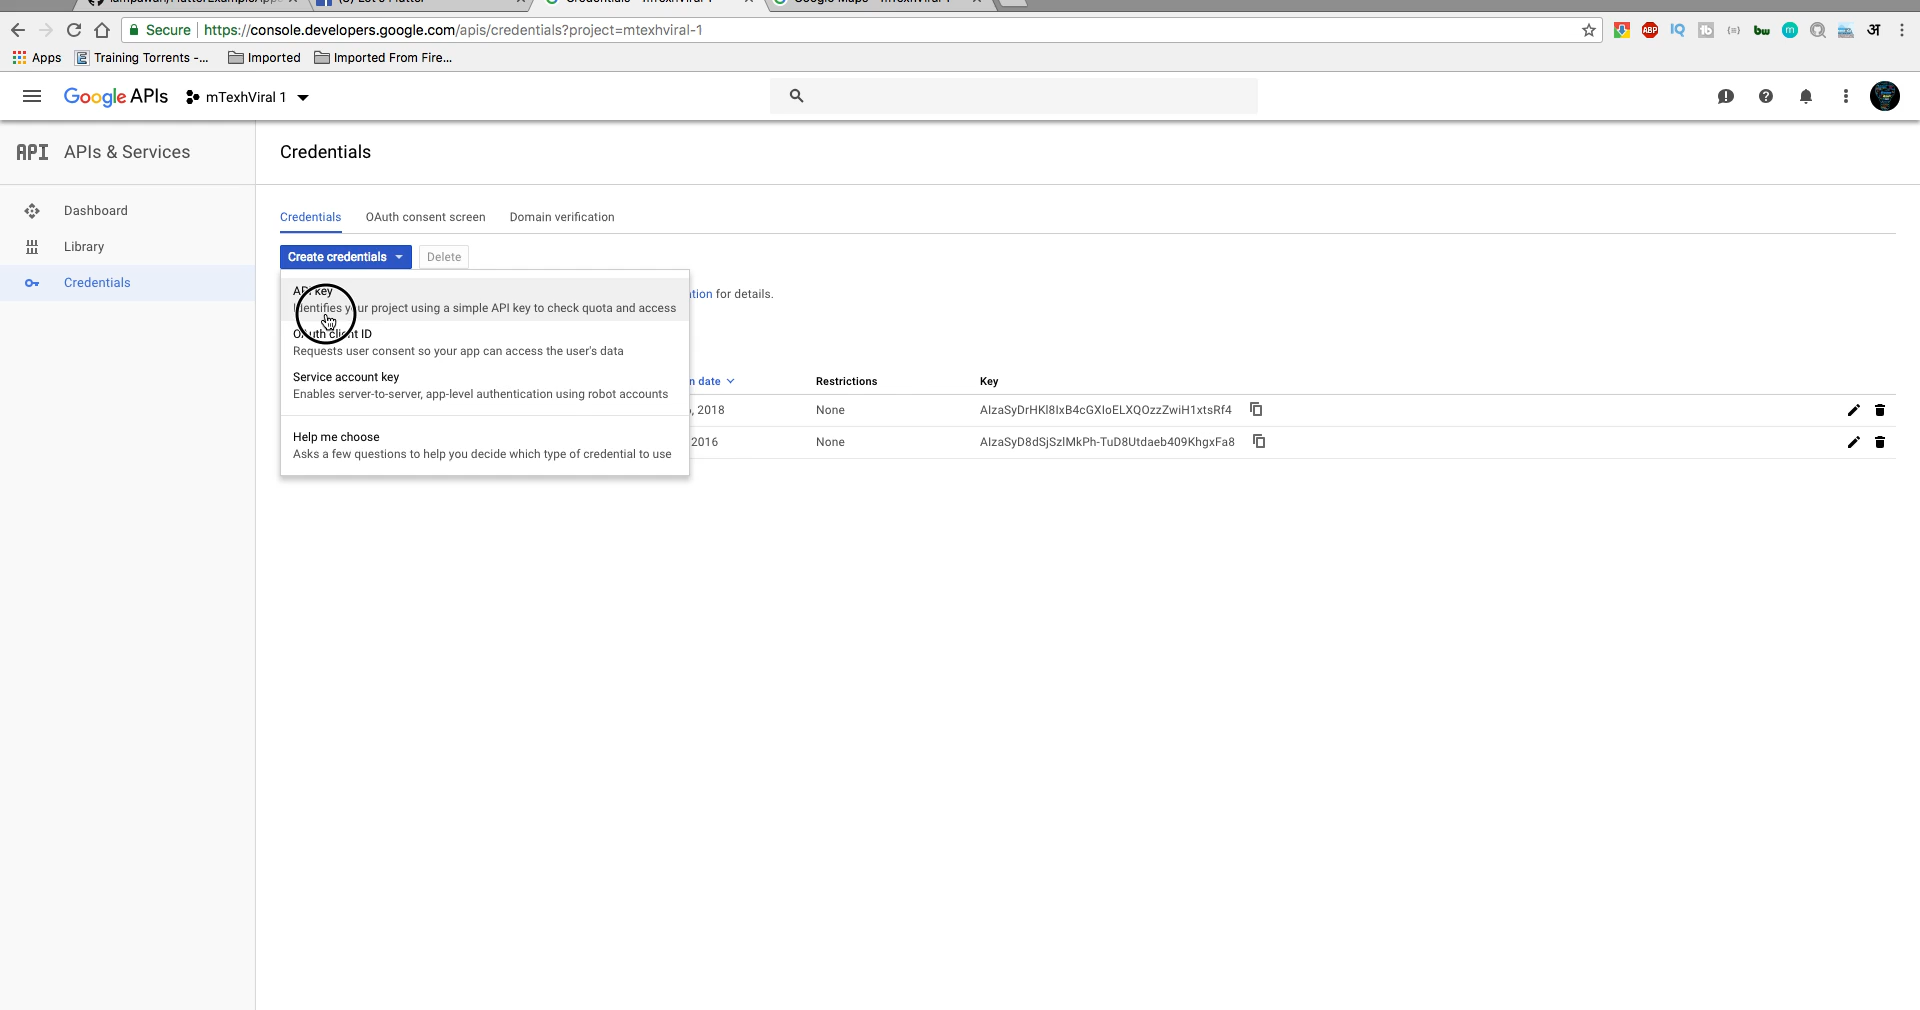 Secure https://console.developers.google.com/apis/credentials?project=mtexhviral-1
Apps Training Torrents -... Imported Imported From Fire...
Google APIs mTexhViral 1
API APIs & Services
Credentials
Dashboard
Library
Credentials
Credentials OAuth consent screen Domain verification
Create credentials Delete
API key
Identifies your project using a simple API key to check quota and access
for details.
OAuth client ID
Requests user consent so your app can access the user's data
Service account key
Enables server-to-server, app-level authentication using robot accounts
Help me choose
Asks a few questions to help you decide which type of credential to use
date Restrictions Key
, 2018 None AIzaSyDrHKl8IxB4cGXIoELXQOzzZwiH1xtsRf4
2016 None AIzaSyD8dSjSzIMkPh-TuD8Utdaeb409KhgxFa8